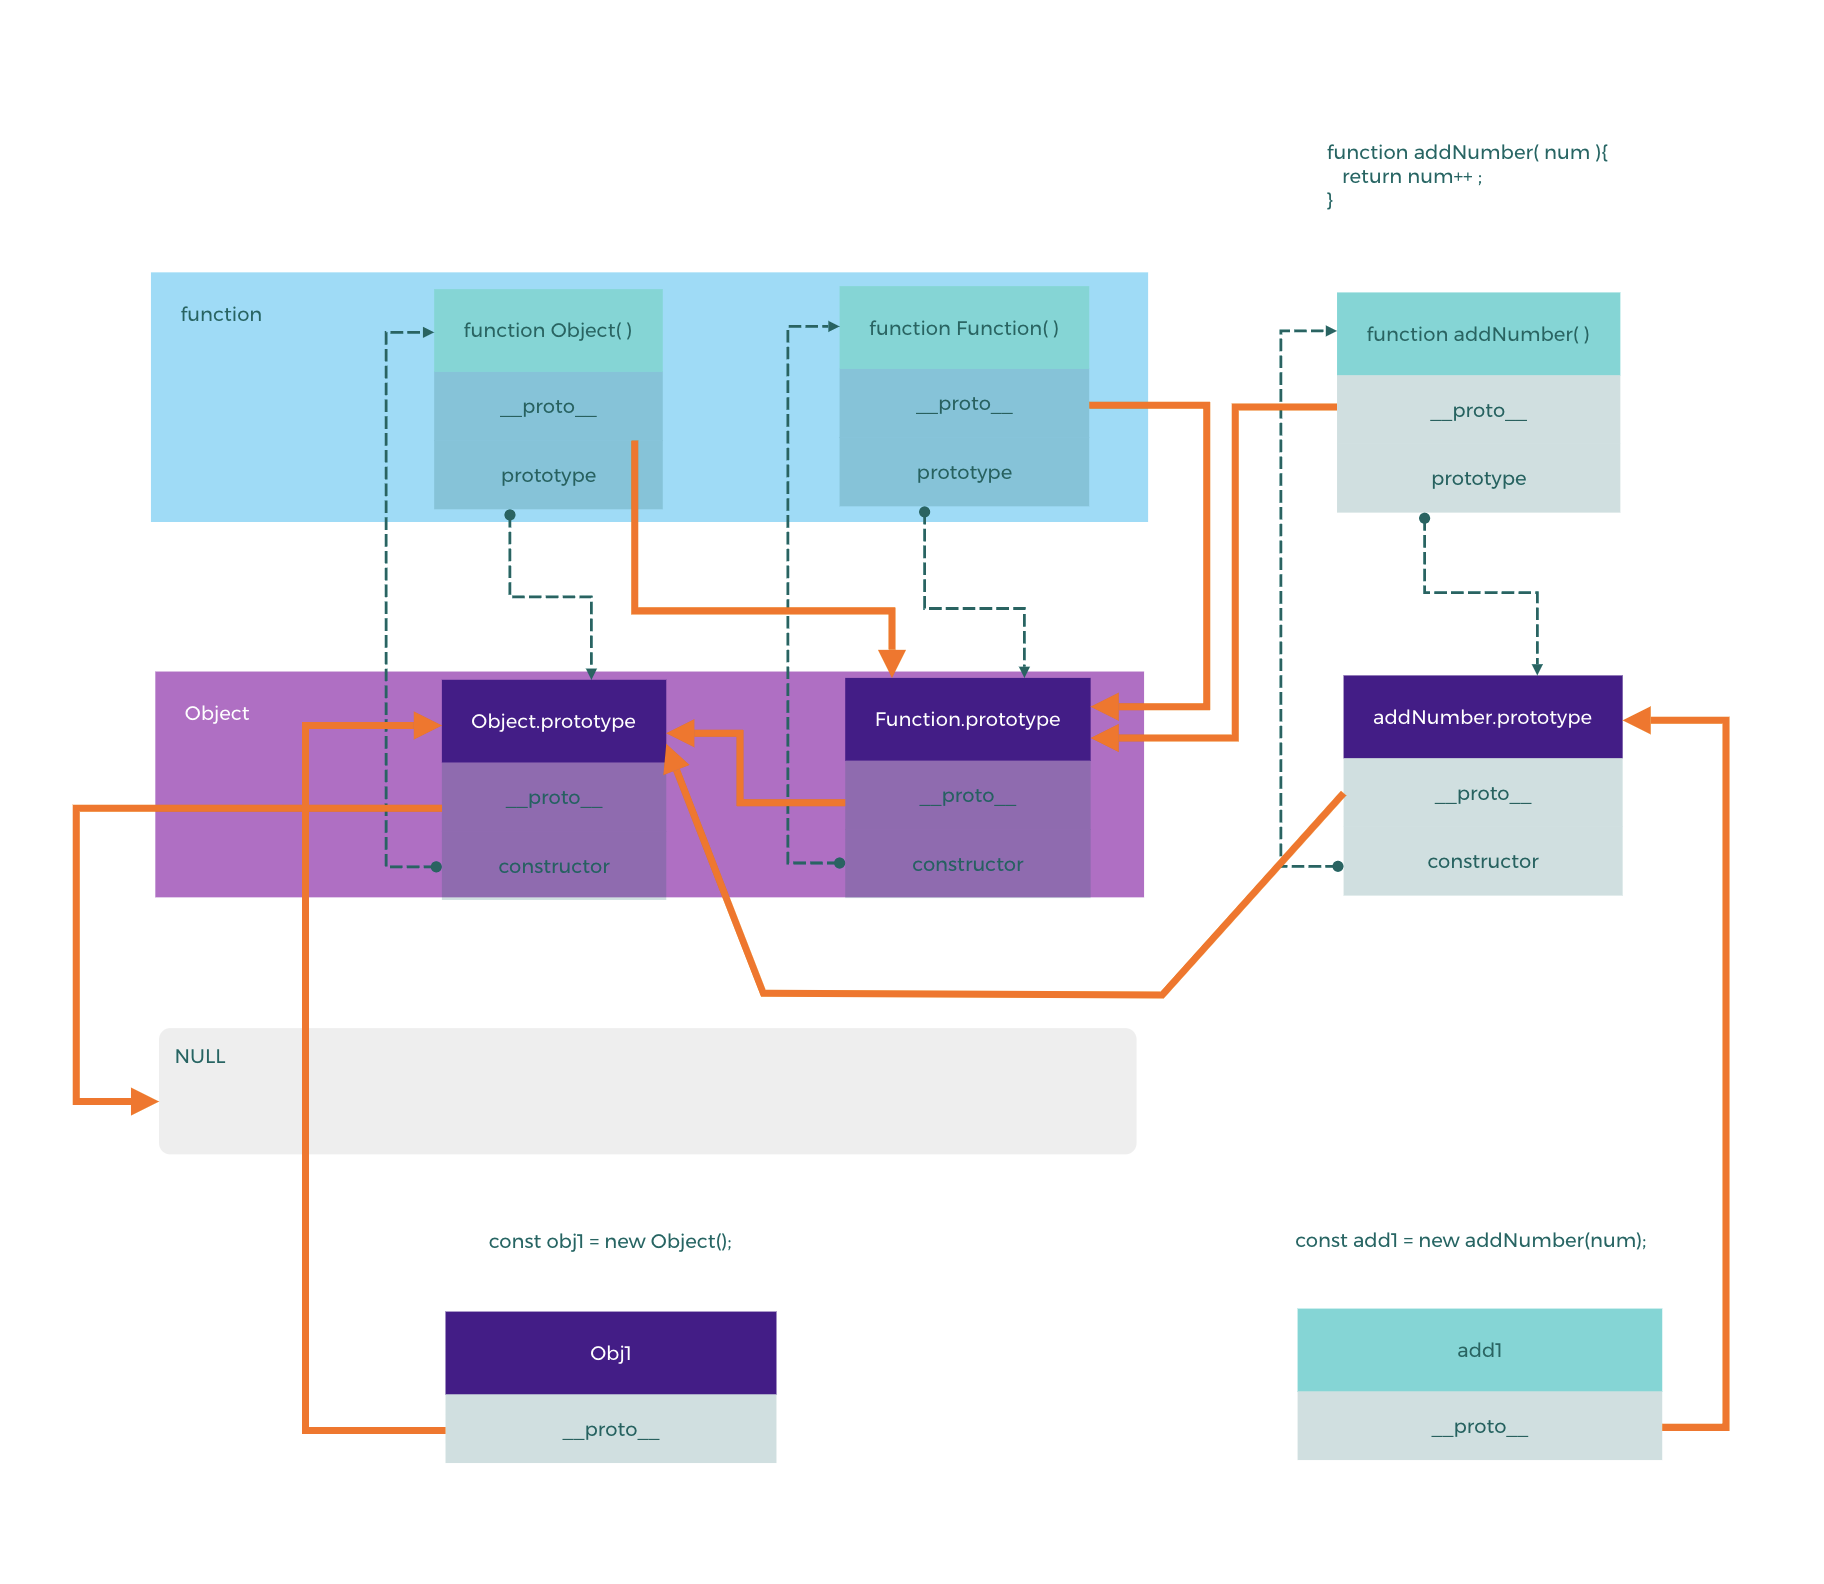 function addNumber( num ){
return num++ ;
}
function
function Object( )
__proto__
prototype
function Function( )
__proto__
prototype
function addNumber( )
__proto__
prototype
Object
Object.prototype
__proto__
constructor
Function.prototype
__proto__
constructor
addNumber.prototype
__proto__
constructor
NULL
const obj1 = new Object();
Obj1
__proto__
const add1 = new addNumber(num);
add1
__proto__